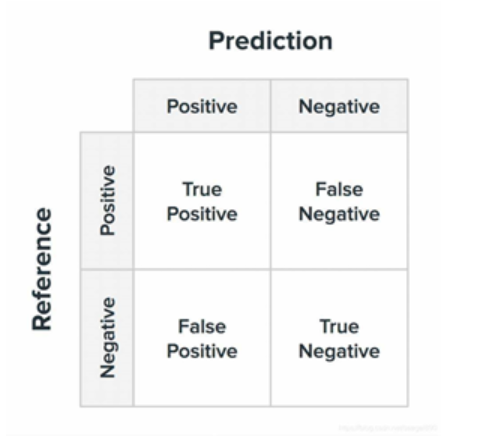 Prediction
Positive Negative
Reference
Positive
True
Positive
False
Negative
Negative
False
Positive
True
Negative